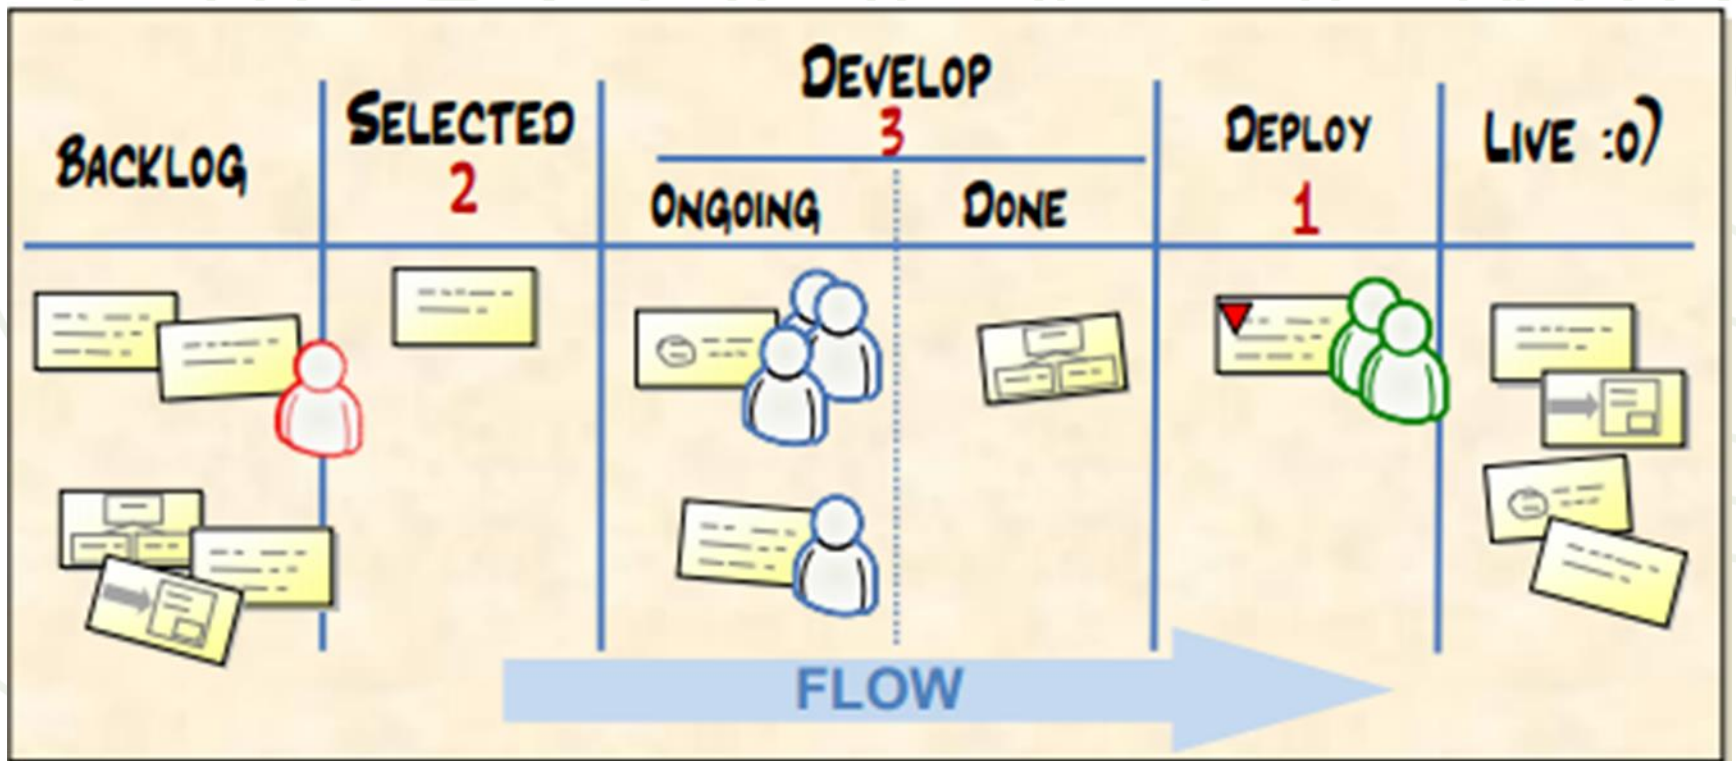 BACKLOG
SELECTED
2
DEVELOP
3
ONGOING
DONE
DEPLOY
1
LIVE :o)
FLOW